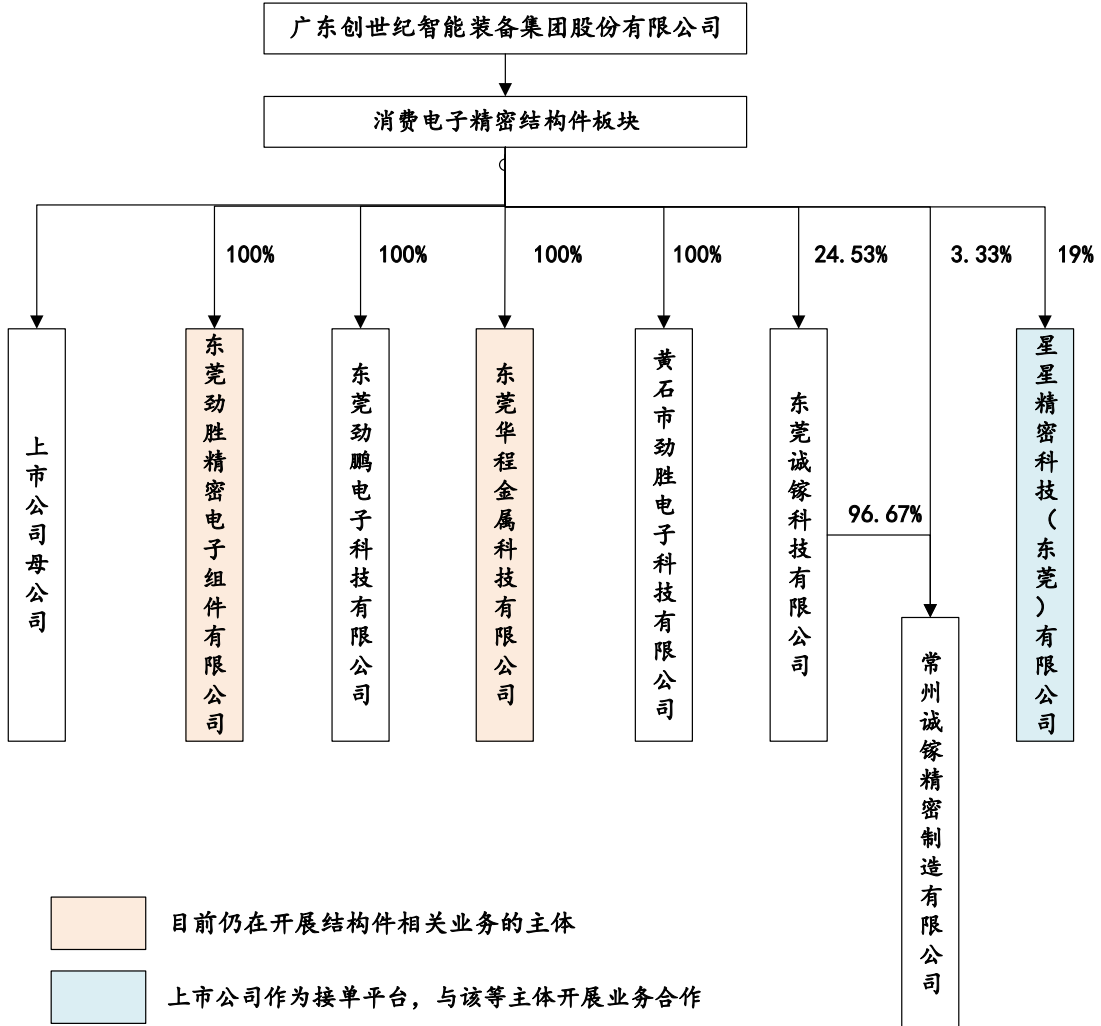 广东创世纪智能装备集团股份有限公司
消费电子精密结构件板块
100%
100%
100%
100%
24.53%
3.33%
19%
上市公司母公司
东莞劲胜精密电子组件有限公司
东莞劲鹏电子科技有限公司
东莞华程金属科技有限公司
黄石市劲胜电子科技有限公司
东莞诚镓科技有限公司
96.67%
常州诚镓精密制造有限公司
星星精密科技（东莞）有限公司
目前仍在开展结构件相关业务的主体
上市公司作为接单平台，与该等主体开展业务合作